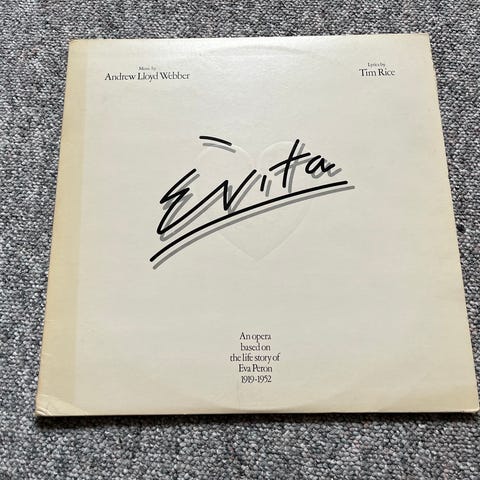 Music by
Andrew Lloyd Webber
Lyrics by
Tim Rice
Evita
An opera
based on
the life story of
Eva Peron
1919-1952